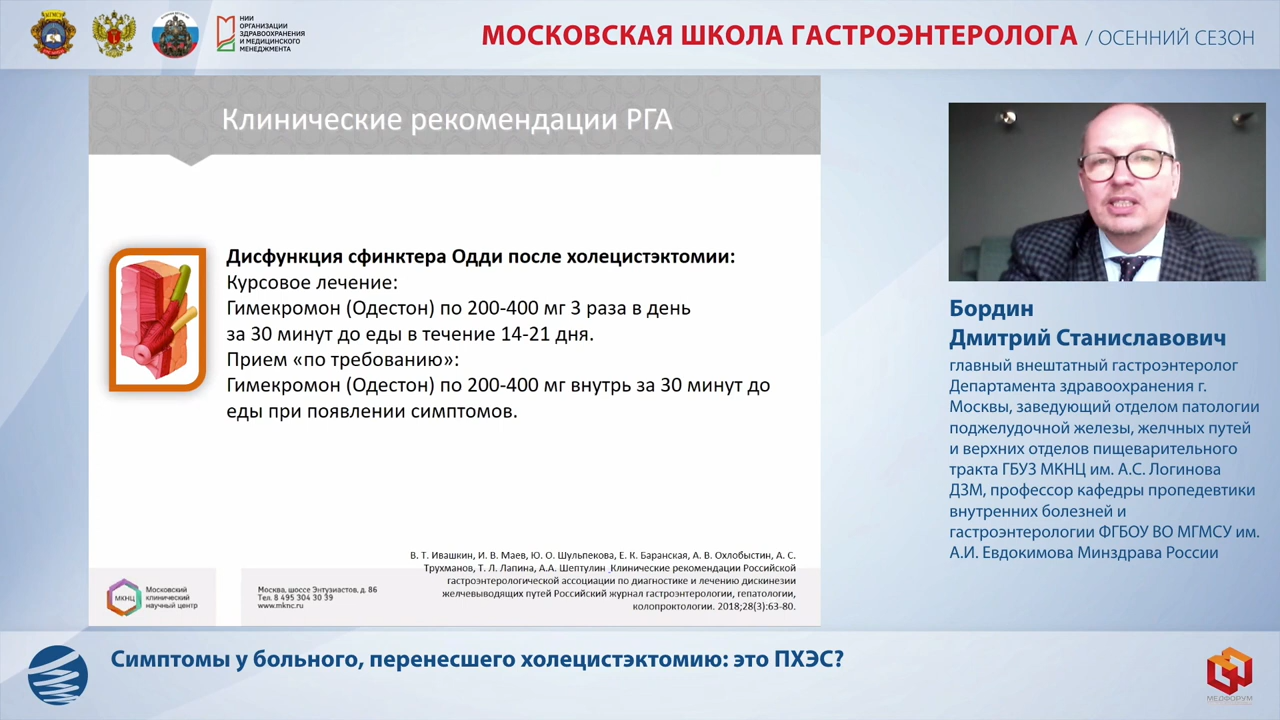 НИИ
ОРГАНИЗАЦИИ
ЗДРАВООХРАНЕНИЯ
И МЕДИЦИНСКОГО
МЕНЕДЖМЕНТА
МОСКОВСКАЯ ШКОЛА ГАСТРОЭНТЕРОЛОГА / ОСЕННИЙ СЕЗОН
Клинические рекомендации РГА
Дисфункция сфинктера Одди после холецистэктомии:
Курсовое лечение:
Гимекромон (Одестон) по 200-400 мг 3 раза в день
за 30 минут до еды в течение 14-21 дня.
Прием «по требованию»:
Гимекромон (Одестон) по 200-400 мг внутрь за 30 минут до
еды при появлении симптомов.
В. Т. Ивашкин, И. В. Маев, Ю. О. Шульпекова, Е. К. Баранская, А. В. Охлобыстин, А. С.
Трухманов, Т. Л. Лапина, А.А. Шептулин .Клинические рекомендации Российской
гастроэнтерологической ассоциации по диагностике и лечению дискинезии
желчевыводящих путей Российский журнал гастроэнтерологии, гепатологии,
колопроктологии. 2018;28(3):63-80.
МКНЦ
Московский
клинический
научный центр
Москва, шоссе Энтузиастов, д. 86
Тел. 8 495 304 30 39
www.mknc.ru
Бордин
Дмитрий Станиславович
главный внештатный гастроэнтеролог
Департамента здравоохранения г.
Москвы, заведующий отделом патологии
поджелудочной железы, желчных путей
и верхних отделов пищеварительного
тракта ГБУЗ МКНЦ им. А.С. Логинова
ДЗМ, профессор кафедры пропедевтики
внутренних болезней и
гастроэнтерологии ФГБОУ ВО МГМСУ им.
А.И. Евдокимова Минздрава России
Симптомы у больного, перенесшего холецистэктомию: это ПХЭС?
МЕДФОРУМ